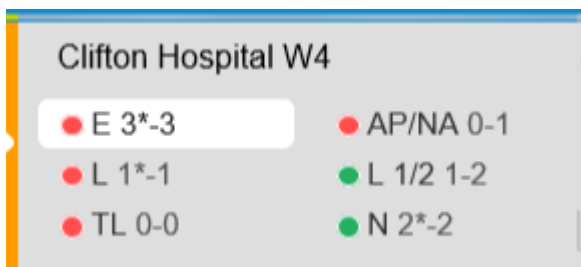 Clifton Hospital W4
E 3*-3 AP/NA 0-1
L 1*-1 L 1/2 1-2
TL 0-0 N 2*-2